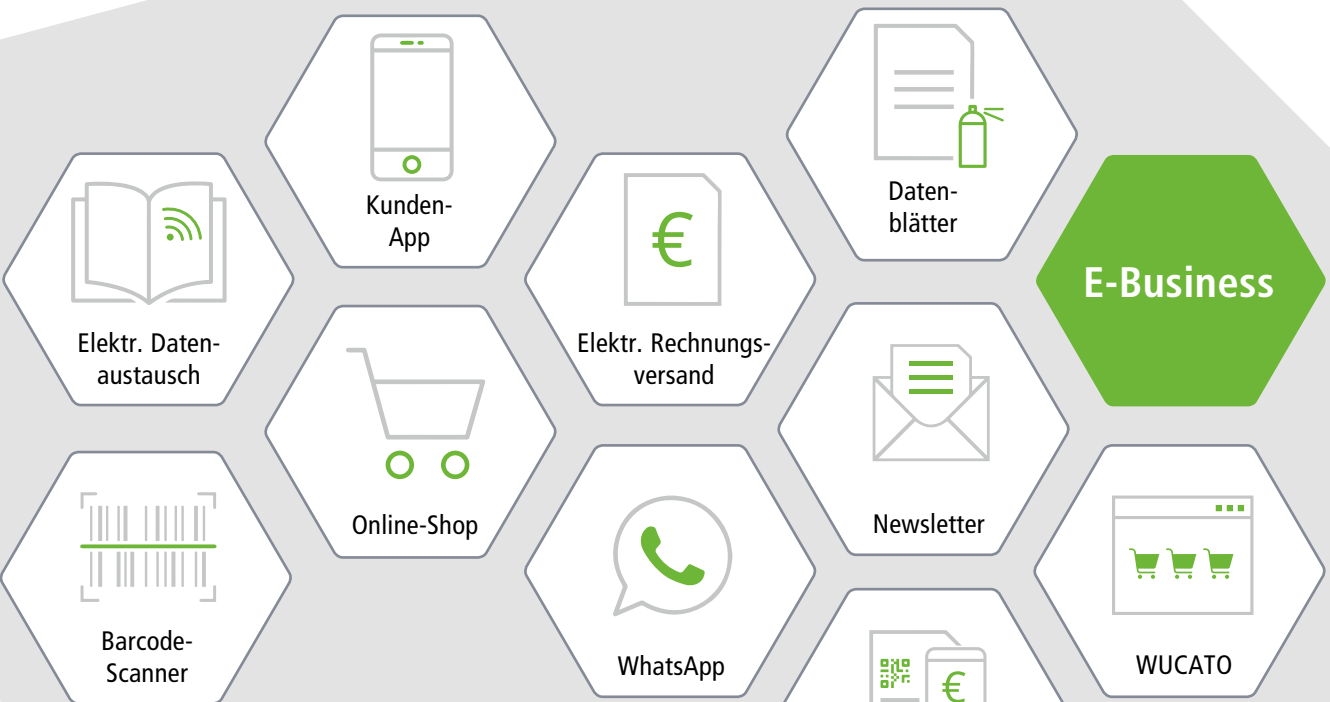 Kunden-
App
Daten-
blätter
Elektr. Daten-
austausch
€
Elektr. Rechnungs-
versand
E-Business
Online-Shop
Newsletter
Barcode-
Scanner
WhatsApp
€
WUCATO